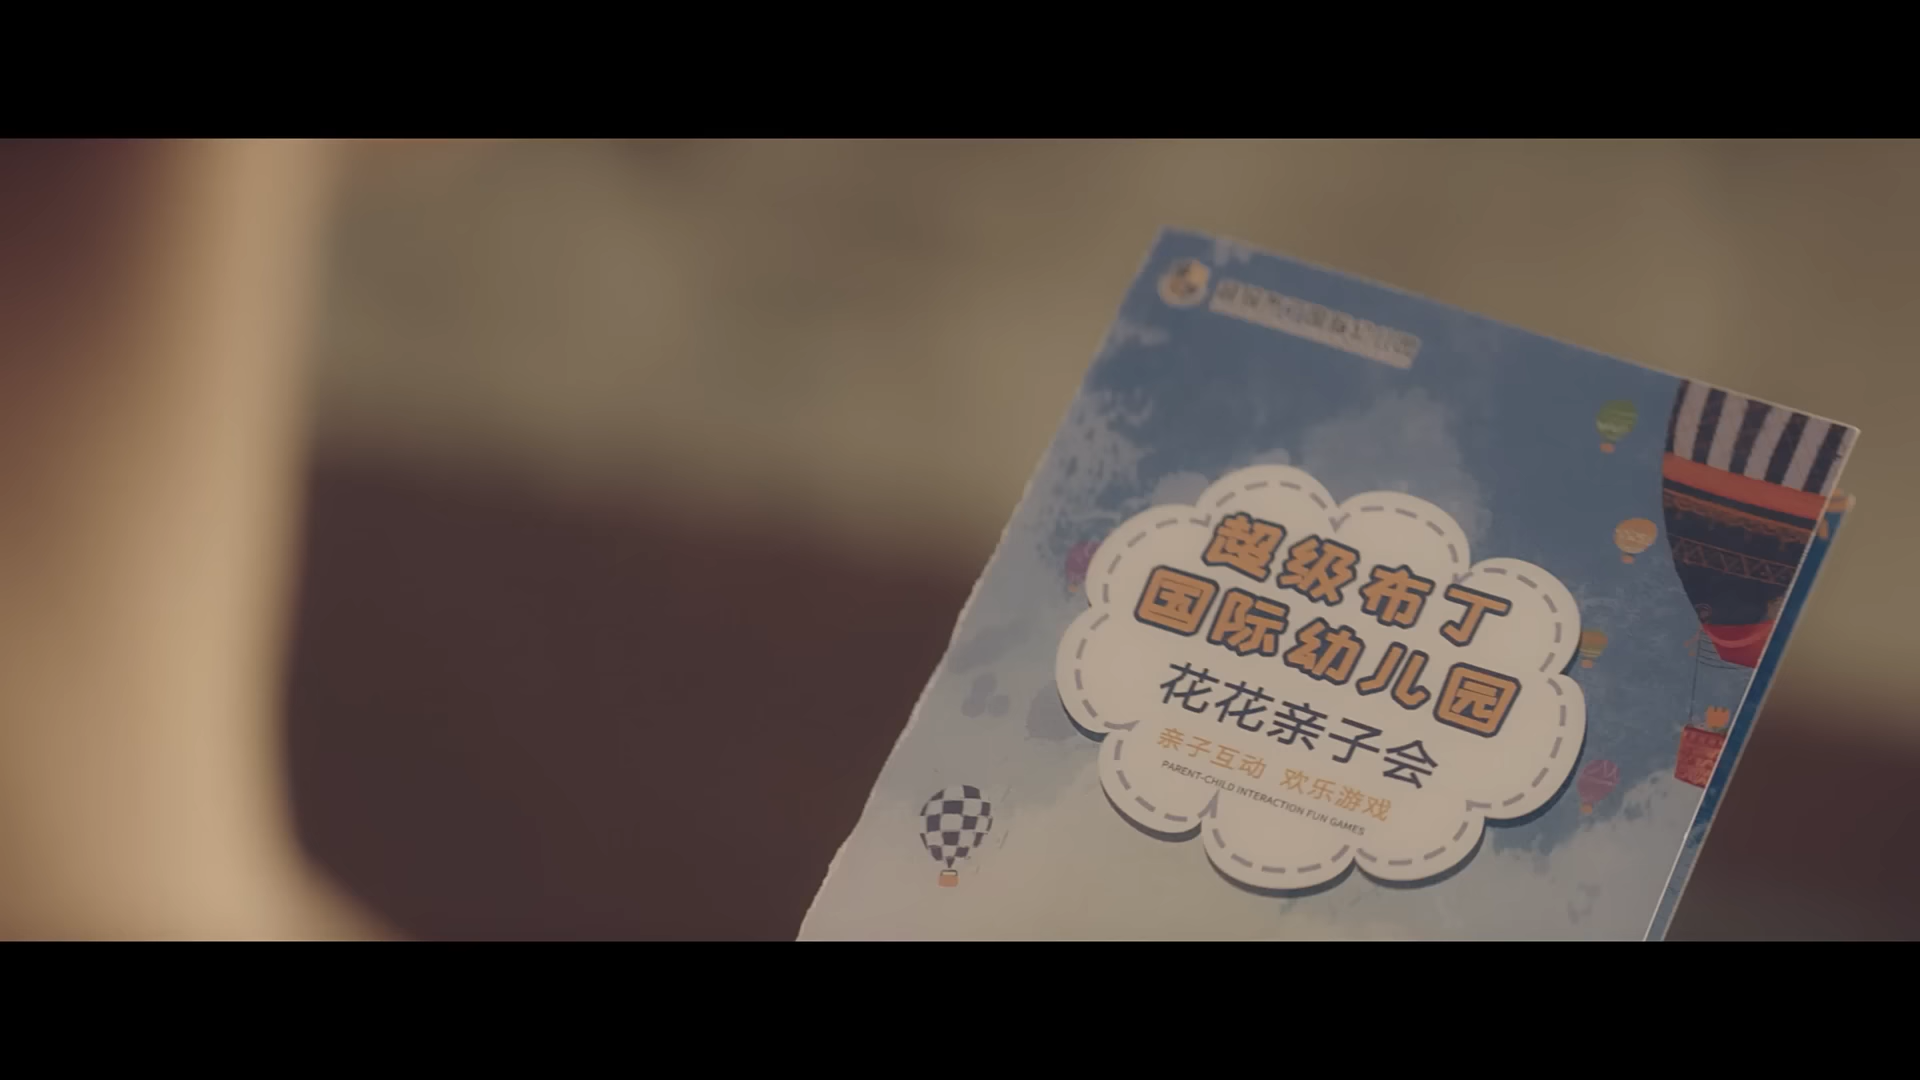 超级布丁
国际幼儿园
花花亲子会
亲子互动 欢乐游戏
PARENT-CHILD INTERACTION FUN GAMES